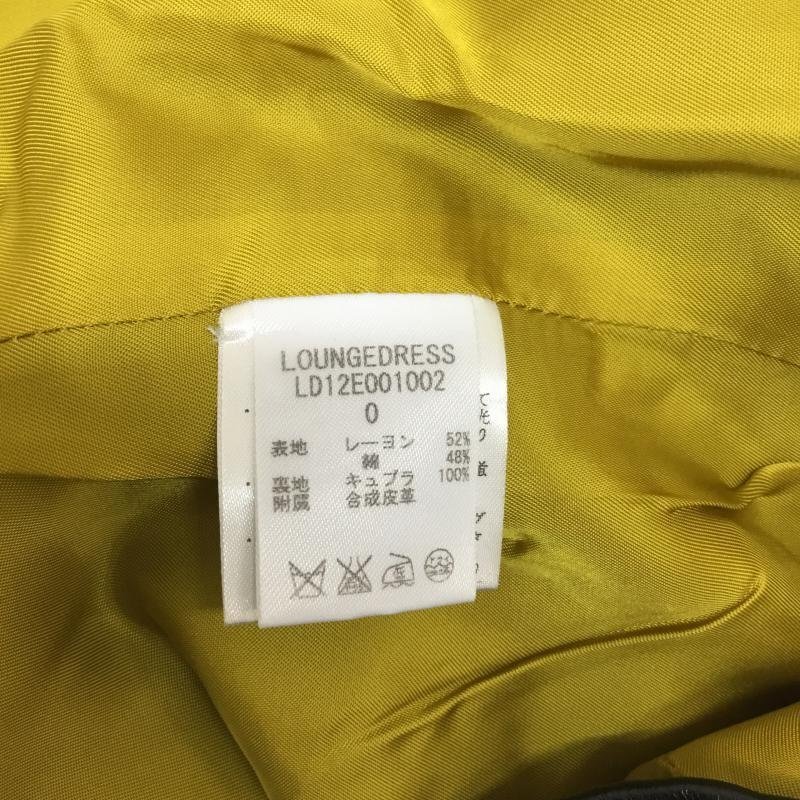 LOUNGEDRESS
LD12E001002
0
表地 レーヨン 52%
綿 48%
裏地 キュプラ 100%
附属 合成皮革